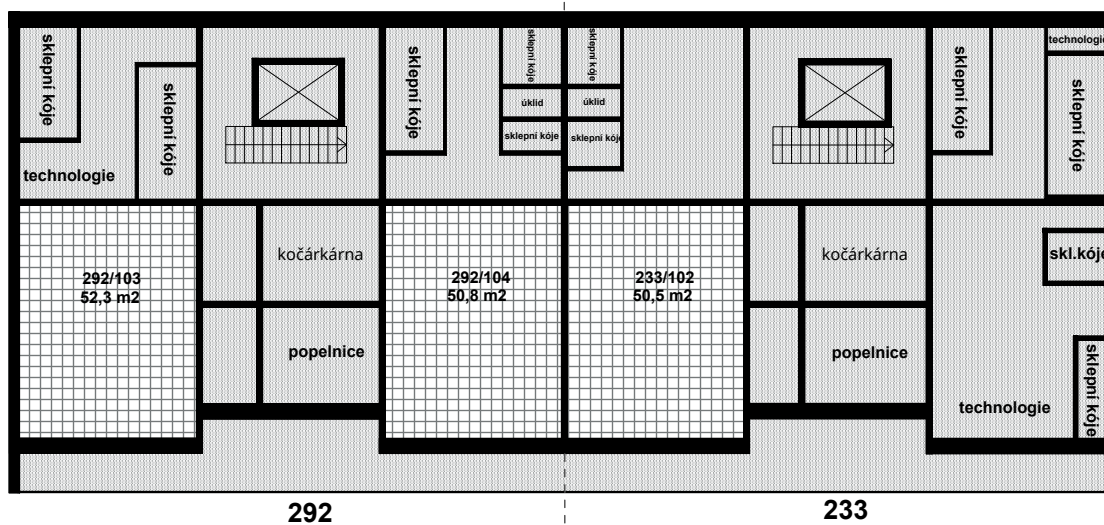 sklepní kóje
sklepní kóje
technologie
sklepní kóje
sklepní kóje
úklid
sklepní kóje
sklepní kóje
úklid
sklepní kóje
sklepní kóje
technologie
sklepní kóje
292/103
52,3 m2
kočárkárna
popelnice
292/104
50,8 m2
233/102
50,5 m2
kočárkárna
popelnice
skl.kóje
technologie
sklepní kóje
292
233